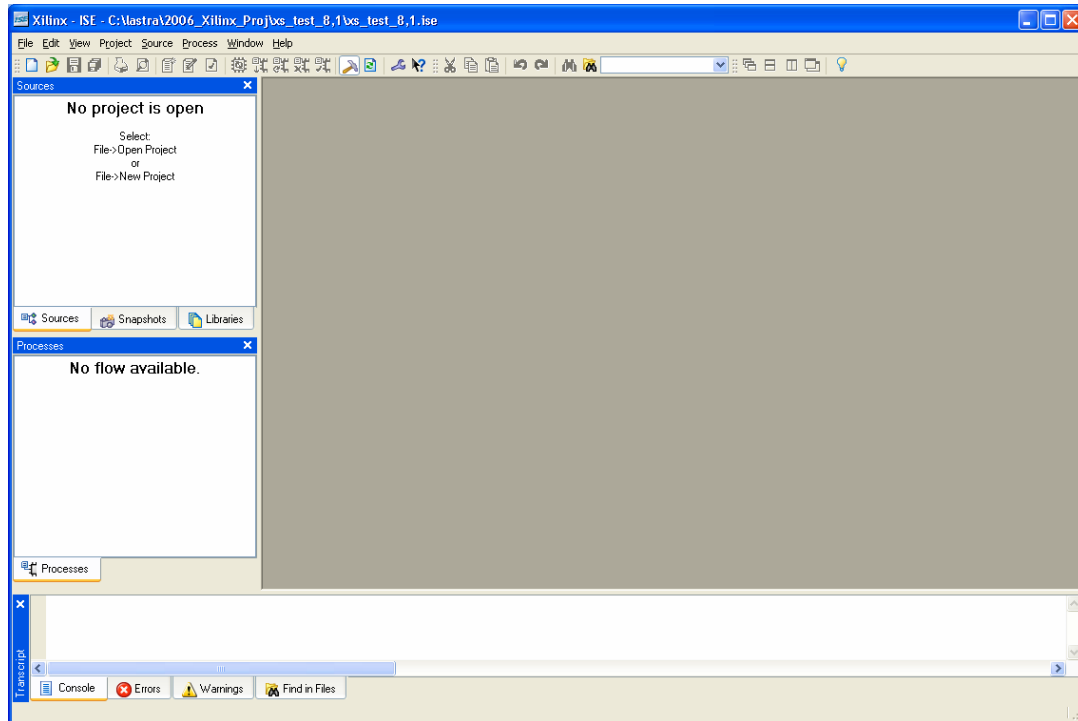 Xilinx - ISE - C:\lastra\2006_Xilinx_Proj\xs_test_8,1\xs_test_8,1.ise
File Edit View Project Source Process Window Help
Sources
No project is open
Select:
File->Open Project
or
File->New Project
Sources Snapshots Libraries
Processes
No flow available.
Processes
Transcript
Console Errors Warnings Find in Files